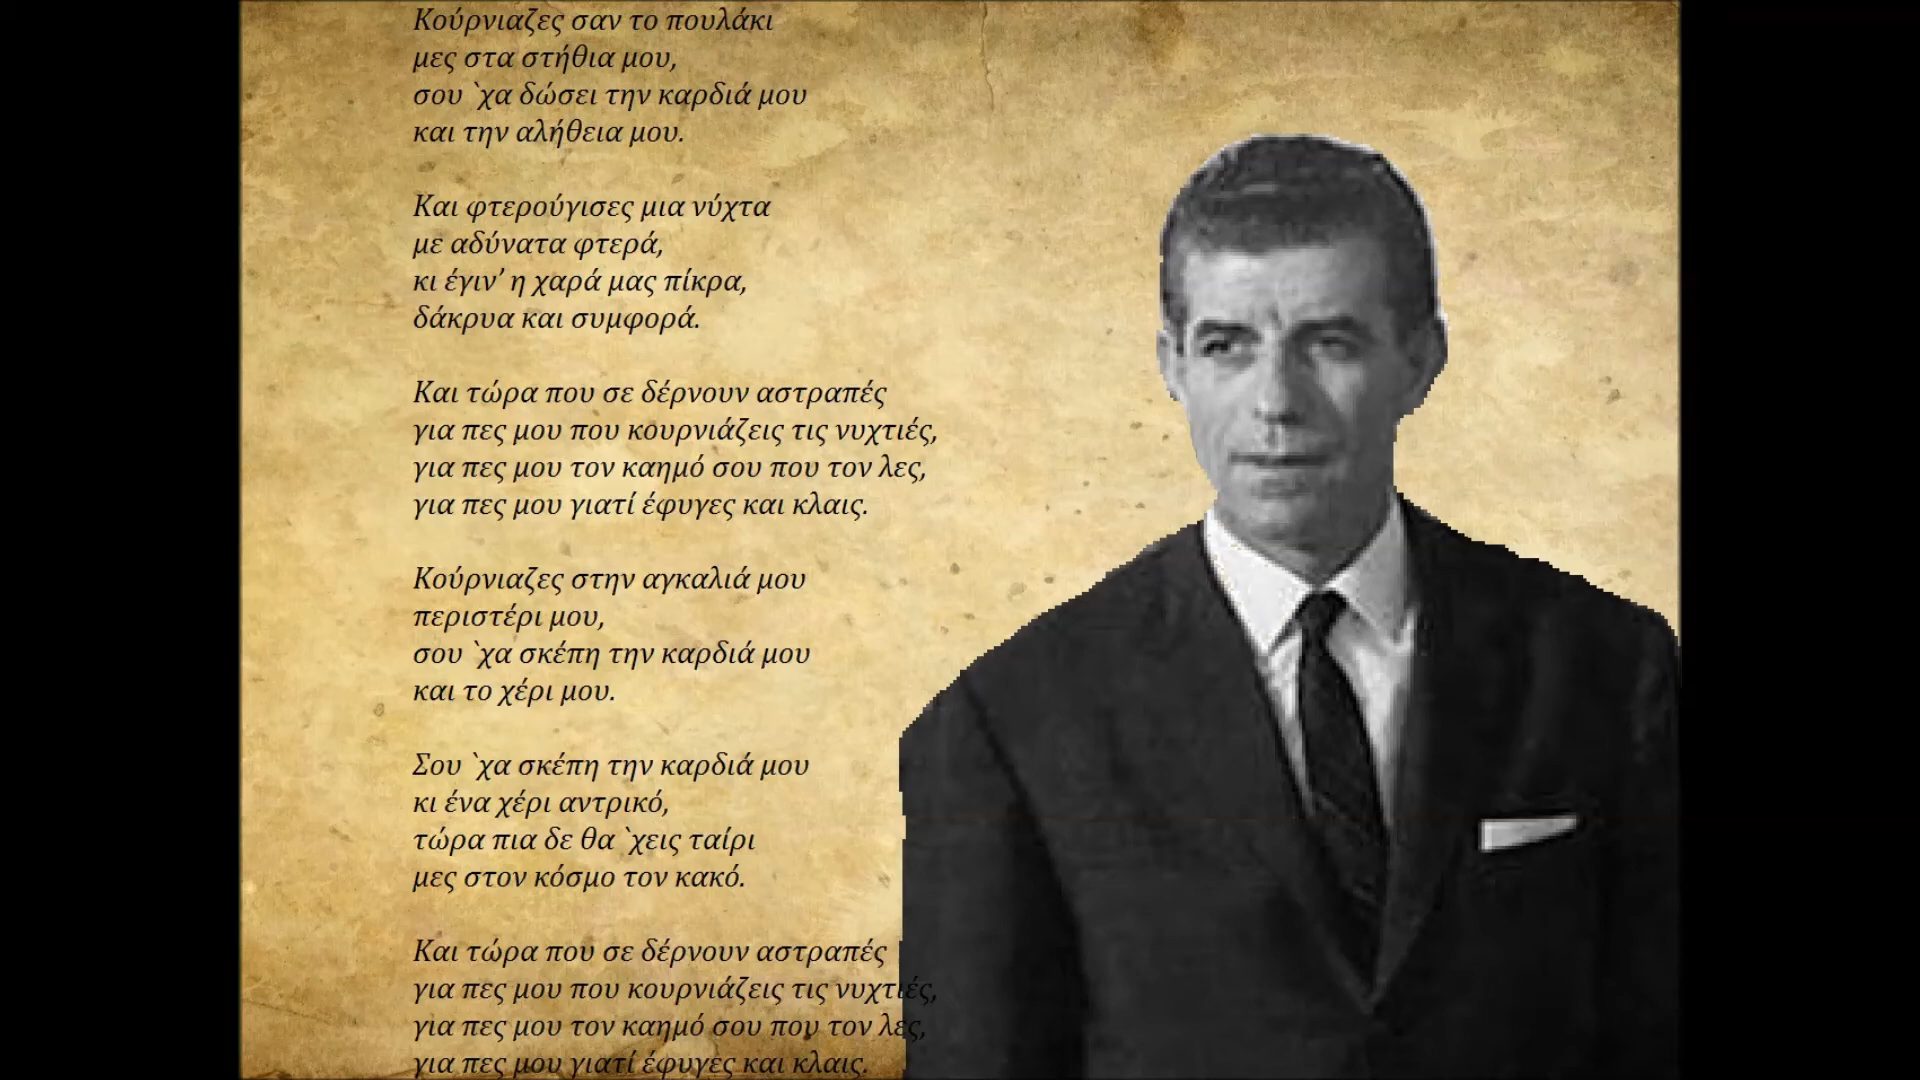 Κούρνιαζες σαν το πουλάκι
μες στα στήθια μου,
σου `χα δώσει την καρδιά μου
και την αλήθεια μου.
Και φτερούγισες μια νύχτα
με αδύνατα φτερά,
κι έγιν’ η χαρά μας πίκρα,
δάκρυα και συμφορά.
Και τώρα που σε δέρνουν αστραπές
για πες μου που κουρνιάζεις τις νυχτιές,
για πες μου τον καημό σου που τον λες,
για πες μου γιατί έφυγες και κλαις.
Κούρνιαζες στην αγκαλιά μου
περιστέρι μου,
σου `χα σκέπη την καρδιά μου
και το χέρι μου.
Σου `χα σκέπη την καρδιά μου
κι ένα χέρι αντρικό,
τώρα πια δε θα `χεις ταίρι
μες στον κόσμο τον κακό.
Και τώρα που σε δέρνουν αστραπές
για πες μου που κουρνιάζεις τις νυχτιές,
για πες μου τον καημό σου που τον λες,
για πες μου γιατί έφυγες και κλαις.